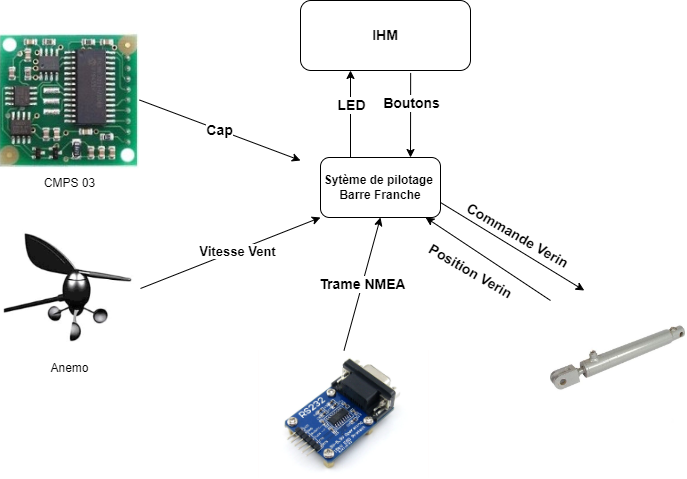 IHM
LED
Boutons
Cap
CMPS 03
Sytème de pilotage
Barre Franche
Commande Verin
Position Verin
Vitesse Vent
Trame NMEA
Anemo
RS232